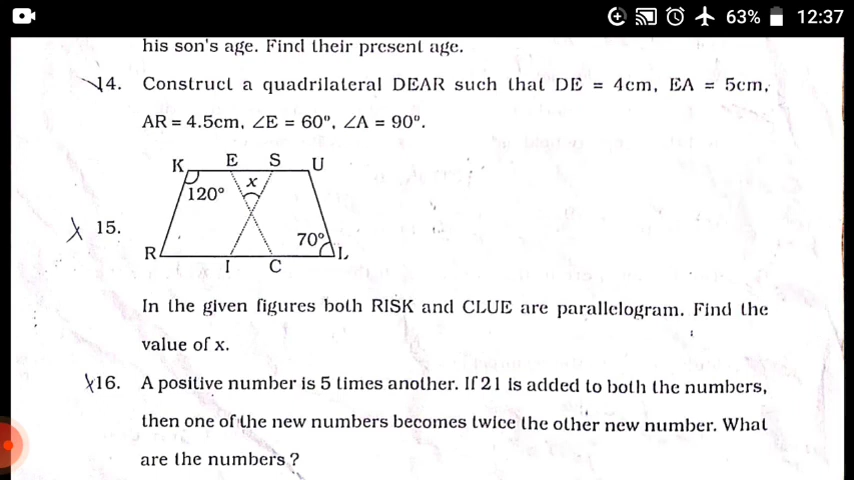 63% 12:37
his son's age. Find their present age.
14. Construct a quadrilateral DEAR such that DE = 4cm, EA = 5cm,
AR = 4.5cm, ∠E = 60°, ∠A = 90°.
K E S U
x
120°
15.
70°
R L
I C
In the given figures both RISK and CLUE are parallelogram. Find the
value of x.
16. A positive number is 5 times another. If 21 is added to both the numbers,
then one of the new numbers becomes twice the other new number. What
are the numbers ?